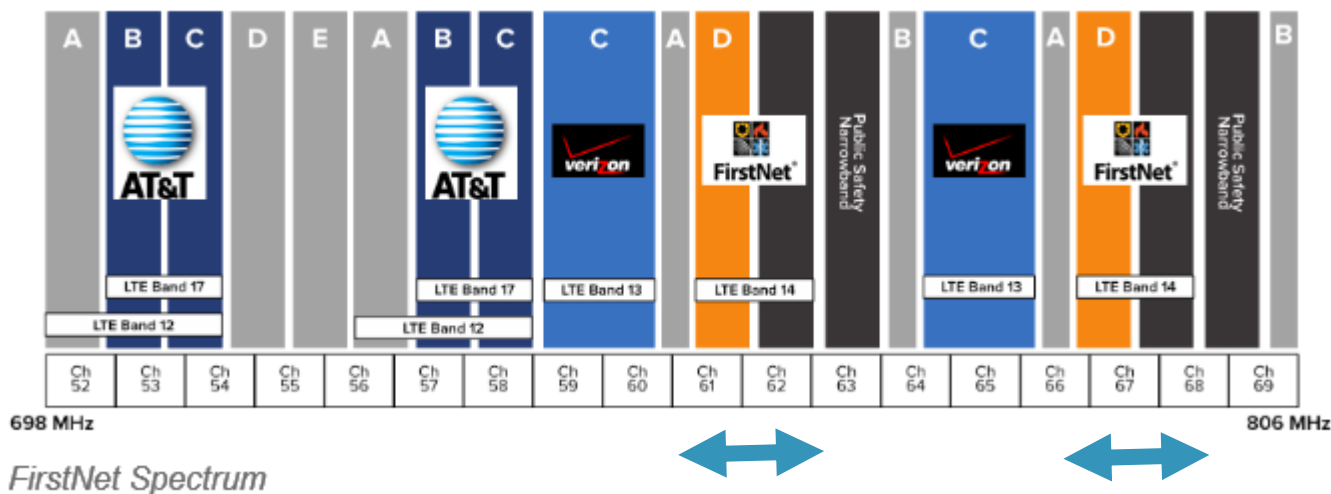 A B C D E A B C C A D B C A D B
AT&T AT&T verizon FirstNet® Public Safety Narrowband verizon FirstNet® Public Safety Narrowband
LTE Band 17 LTE Band 17 LTE Band 13 LTE Band 14 LTE Band 13 LTE Band 14
LTE Band 12 LTE Band 12
Ch 52 Ch 53 Ch 54 Ch 55 Ch 56 Ch 57 Ch 58 Ch 59 Ch 60 Ch 61 Ch 62 Ch 63 Ch 64 Ch 65 Ch 66 Ch 67 Ch 68 Ch 69
698 MHz 806 MHz
FirstNet Spectrum